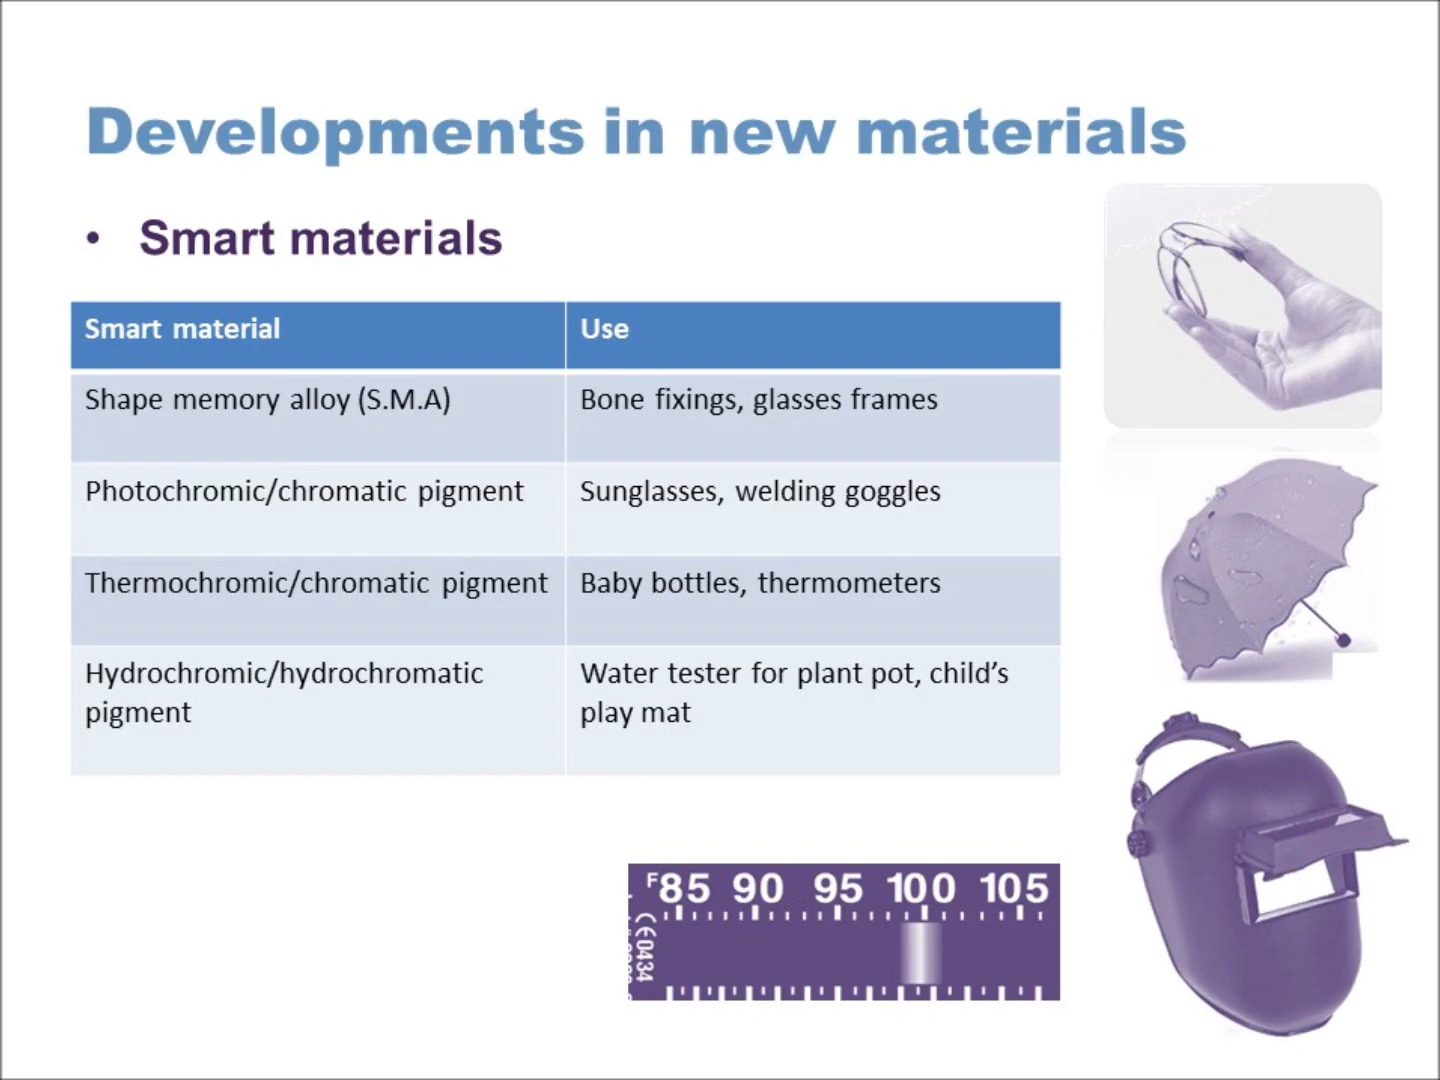 Developments in new materials
• Smart materials
Smart material Use
Shape memory alloy (S.M.A) Bone fixings, glasses frames
Photochromic/chromatic pigment Sunglasses, welding goggles
Thermochromic/chromatic pigment Baby bottles, thermometers
Hydrochromic/hydrochromatic
pigment
Water tester for plant pot, child’s
play mat
F85 90 95 100 105
CE0434